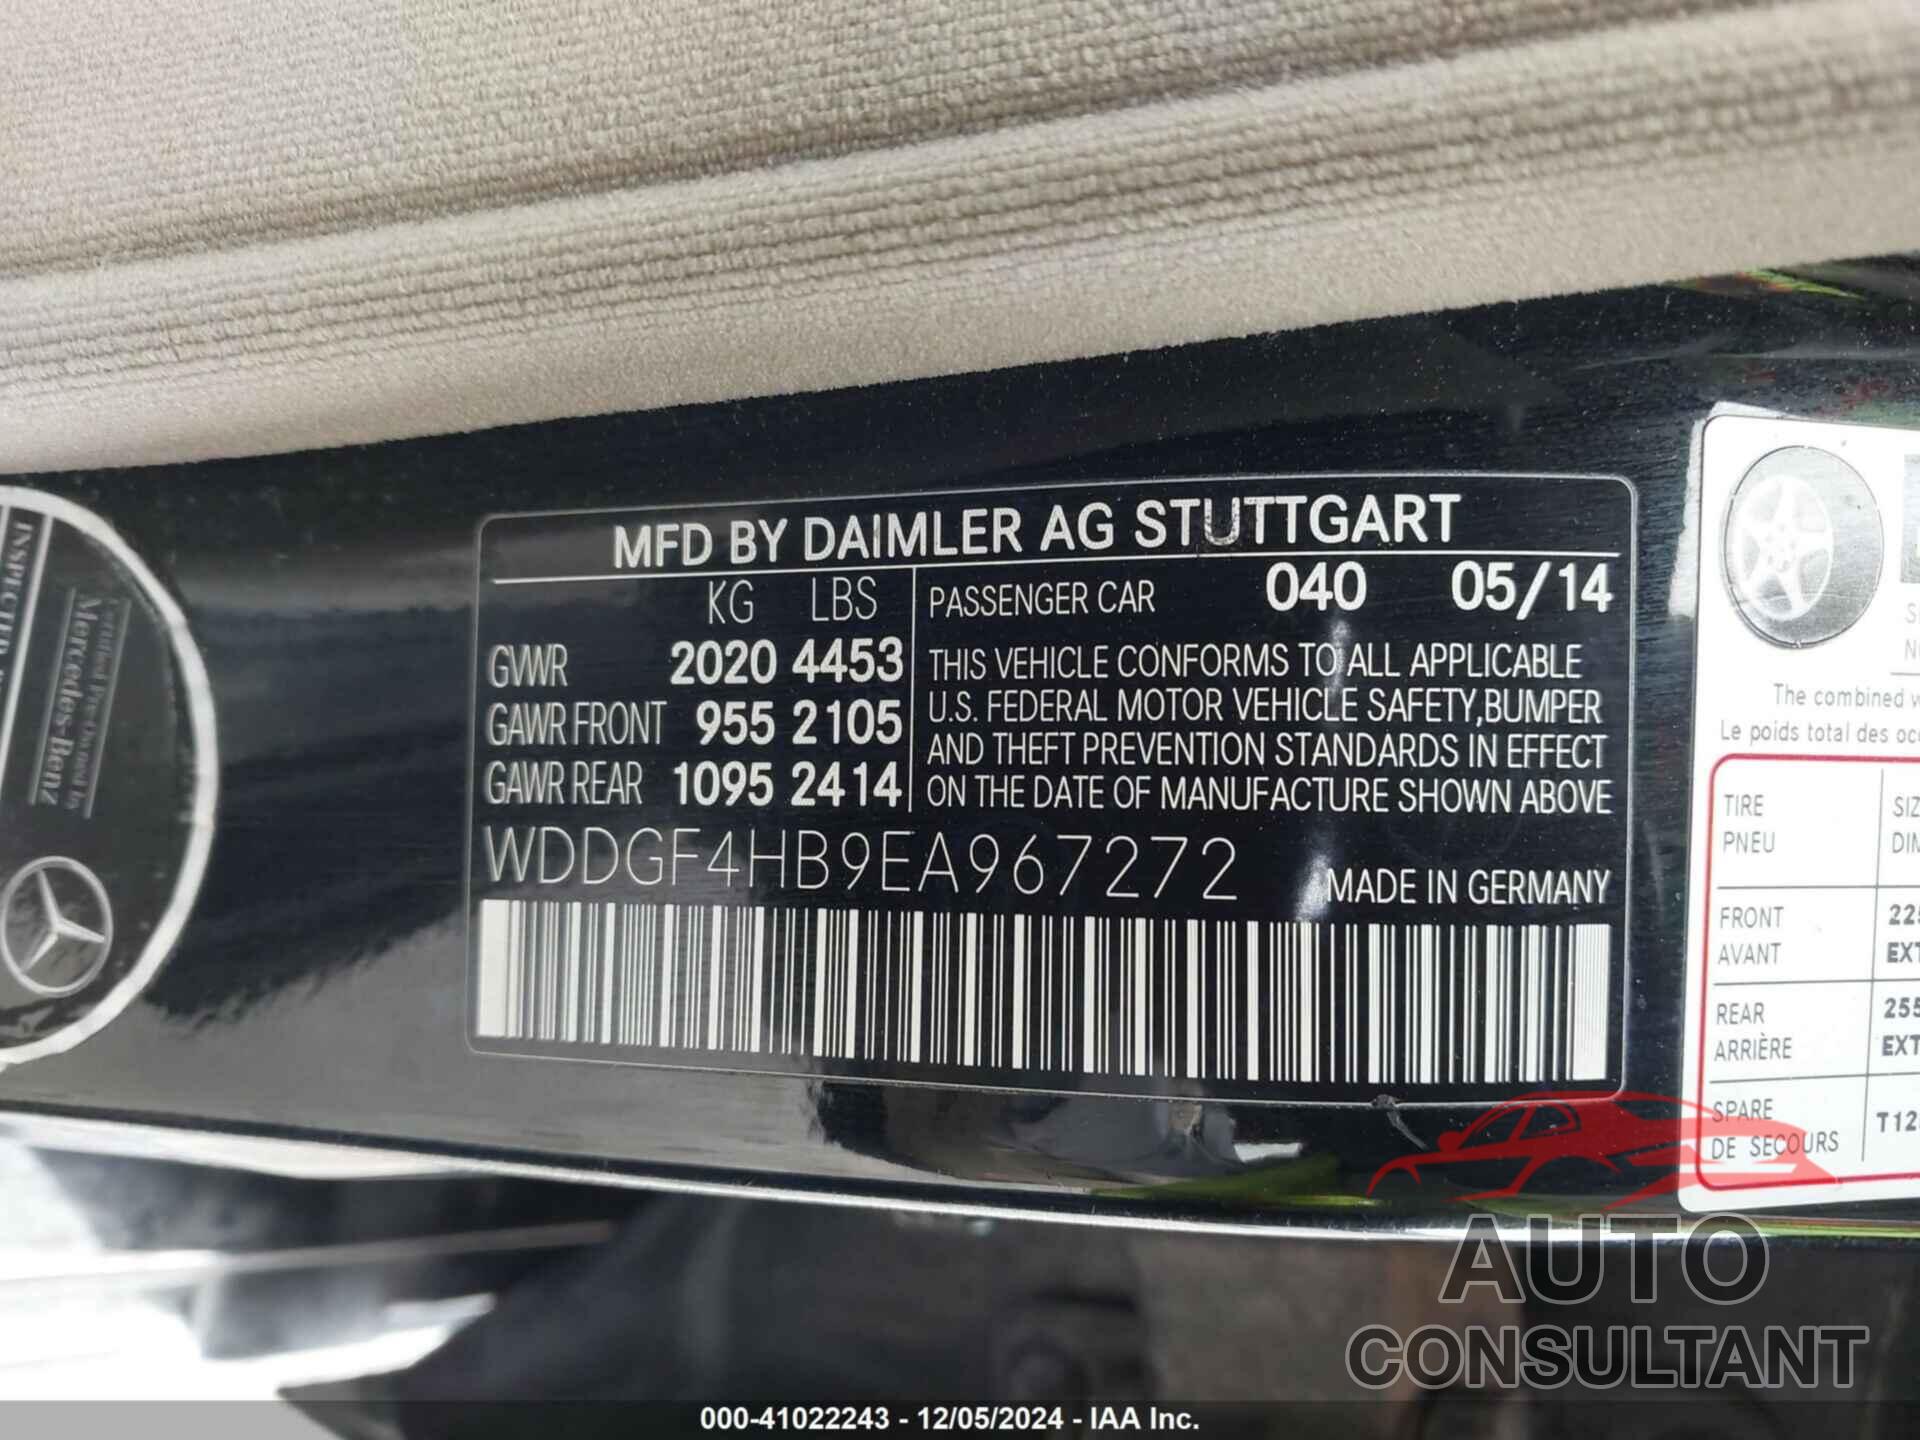 MFD BY DAIMLER AG STUTTGART
KG LBS
PASSENGER CAR 040 05/14
GVWR 2020 4453
GAWR FRONT 955 2105
GAWR REAR 1095 2414
THIS VEHICLE CONFORMS TO ALL APPLICABLE
U.S. FEDERAL MOTOR VEHICLE SAFETY,BUMPER
AND THEFT PREVENTION STANDARDS IN EFFECT
ON THE DATE OF MANUFACTURE SHOWN ABOVE
WDDGF4HB9EA967272
MADE IN GERMANY
Mercedes-Benz
The combined
Le poids total des
TIRE
PNEU
FRONT
AVANT
REAR
ARRIÈRE
SPARE
DE SECOURS
AUTO
CONSULTANT
000-41022243 - 12/05/2024 - IAA Inc.